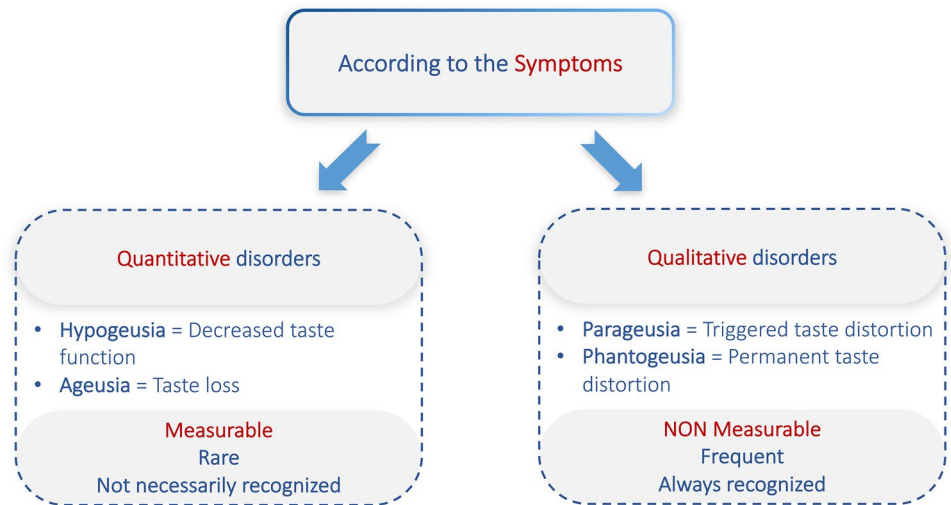 According to the Symptoms
Quantitative disorders
• Hypogeusia = Decreased taste
function
• Ageusia = Taste loss
Measurable
Rare
Not necessarily recognized
Qualitative disorders
• Parageusia = Triggered taste distortion
• Phantogeusia = Permanent taste
distortion
NON Measurable
Frequent
Always recognized